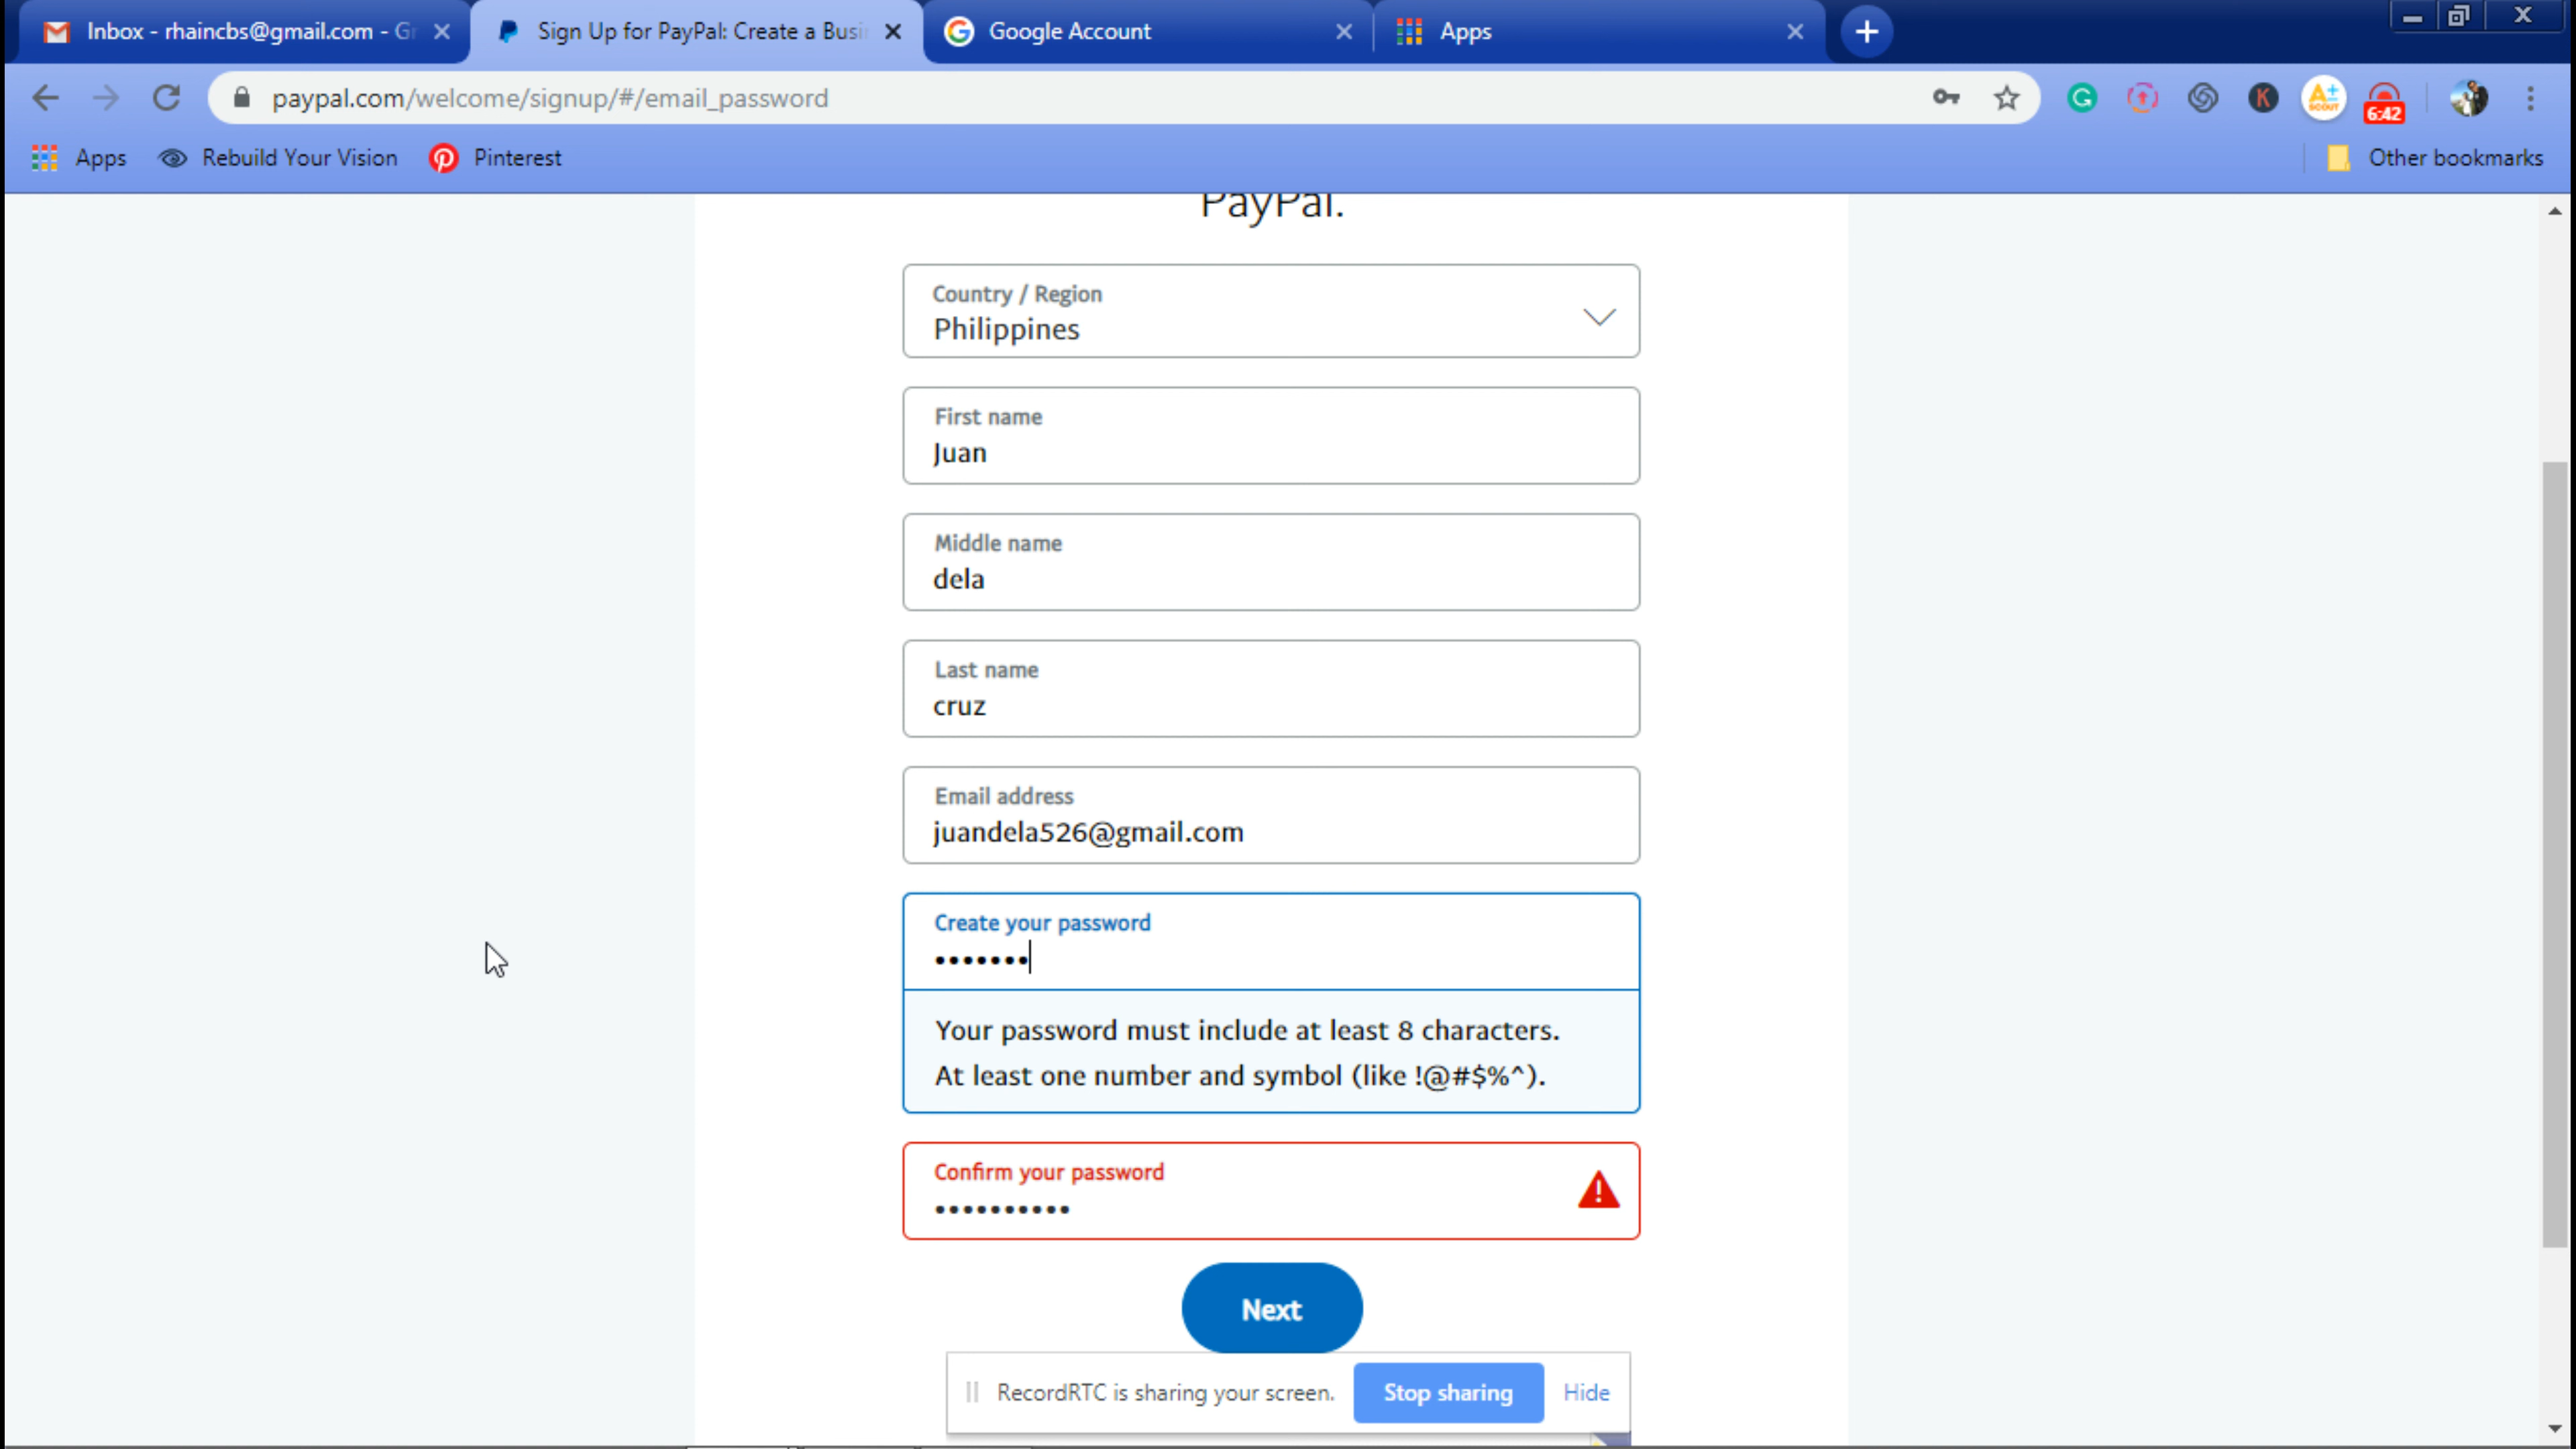 Inbox - rhaincbs@gmail.com - Gr
Sign Up for PayPal: Create a Busi
Google Account
Apps
paypal.com/welcome/signup/#/email_password
6:42
Apps
Rebuild Your Vision
Pinterest
Other bookmarks
PayPal.
Country / Region
Philippines
First name
Juan
Middle name
dela
Last name
cruz
Email address
juandela526@gmail.com
Create your password
•••••••
Your password must include at least 8 characters.
At least one number and symbol (like !@#$%^).
Confirm your password
••••••••••
Next
RecordRTC is sharing your screen.
Stop sharing
Hide